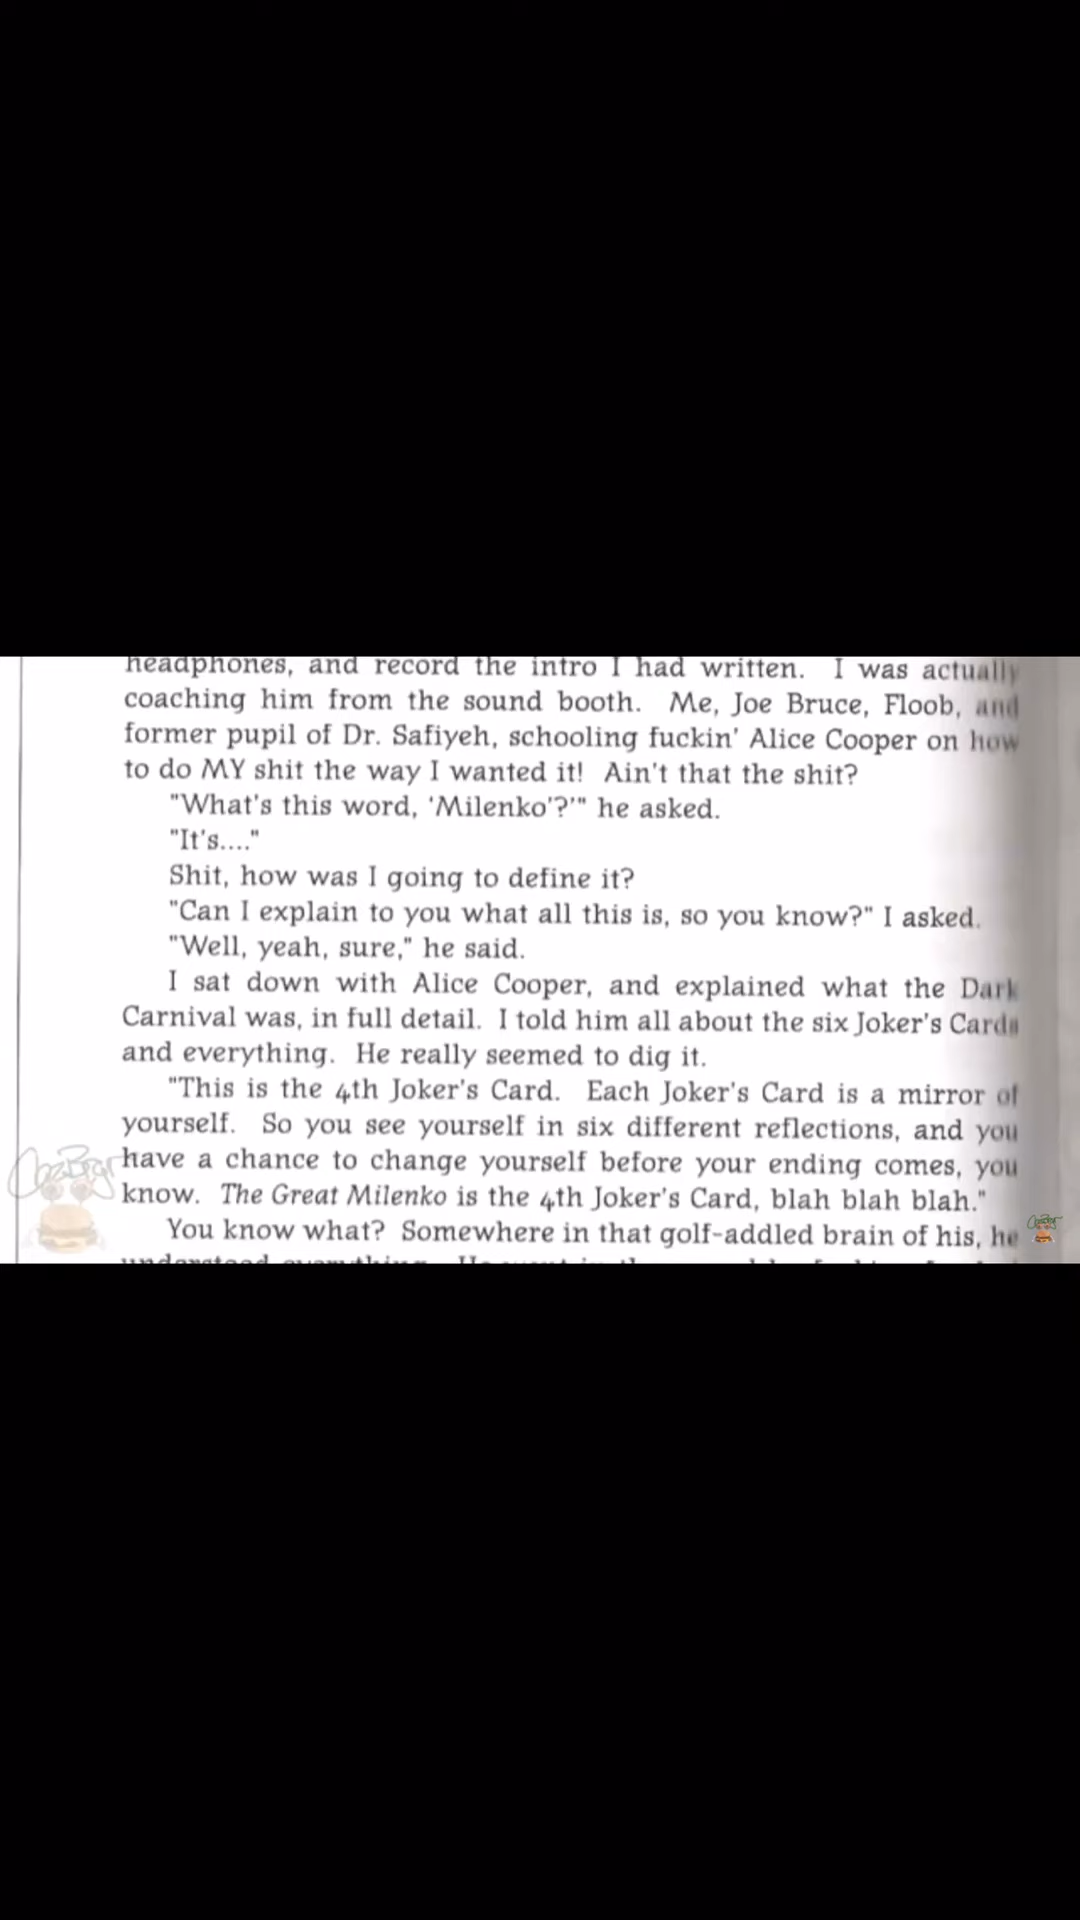 headphones, and record the intro I had written. I was actually
coaching him from the sound booth. Me, Joe Bruce, Floob, and
former pupil of Dr. Safiyeh, schooling fuckin' Alice Cooper on how
to do MY shit the way I wanted it! Ain't that the shit?
"What's this word, 'Milenko'?'" he asked.
"It's...."
Shit, how was I going to define it?
"Can I explain to you what all this is, so you know?" I asked.
"Well, yeah, sure," he said.
I sat down with Alice Cooper, and explained what the Dark
Carnival was, in full detail. I told him all about the six Joker's Cards
and everything. He really seemed to dig it.
"This is the 4th Joker's Card. Each Joker's Card is a mirror of
yourself. So you see yourself in six different reflections, and you
have a chance to change yourself before your ending comes, you
know. The Great Milenko is the 4th Joker's Card, blah blah blah."
You know what? Somewhere in that golf-addled brain of his, he
understood everything.